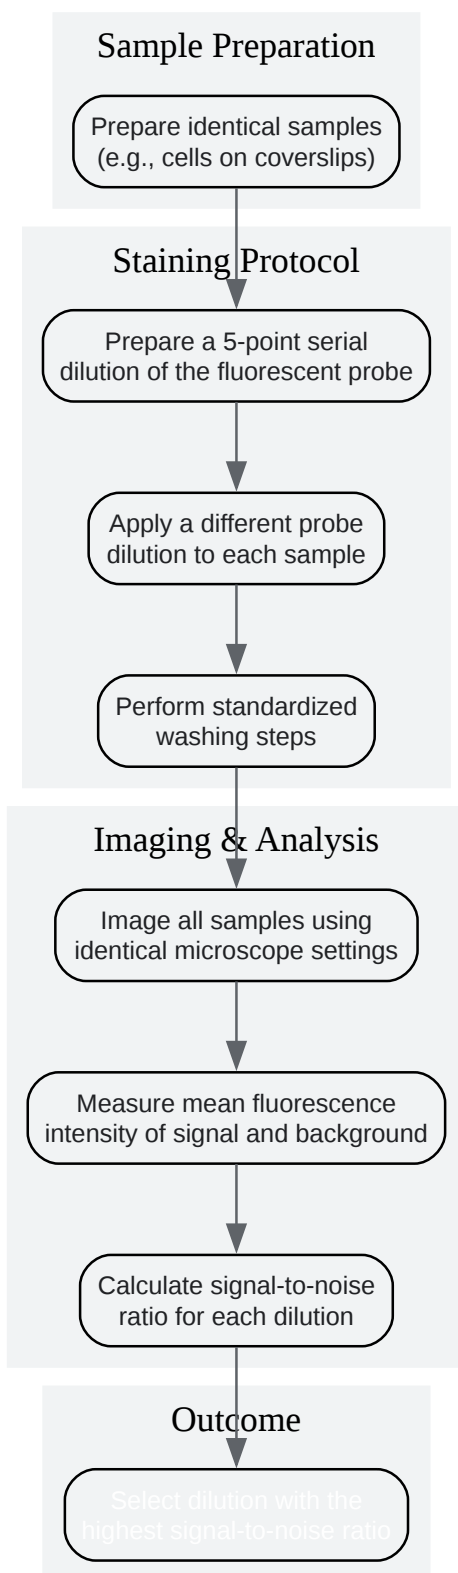 Sample Preparation
Prepare identical samples
(e.g., cells on coverslips)
Staining Protocol
Prepare a 5-point serial
dilution of the fluorescent probe
Apply a different probe
dilution to each sample
Perform standardized
washing steps
Imaging & Analysis
Image all samples using
identical microscope settings
Measure mean fluorescence
intensity of signal and background
Calculate signal-to-noise
ratio for each dilution
Outcome
Select dilution with the
highest signal-to-noise ratio